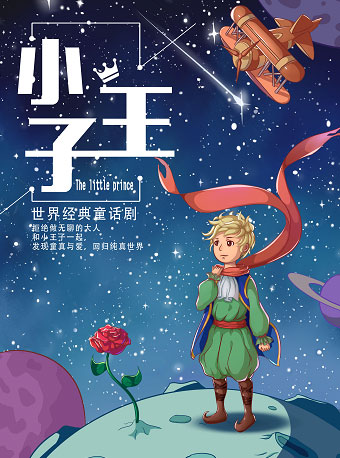 小王子
The little prince
世界经典童话剧
拒绝做无聊的大人
和小王子一起,
发现童真与爱, 回归纯真世界